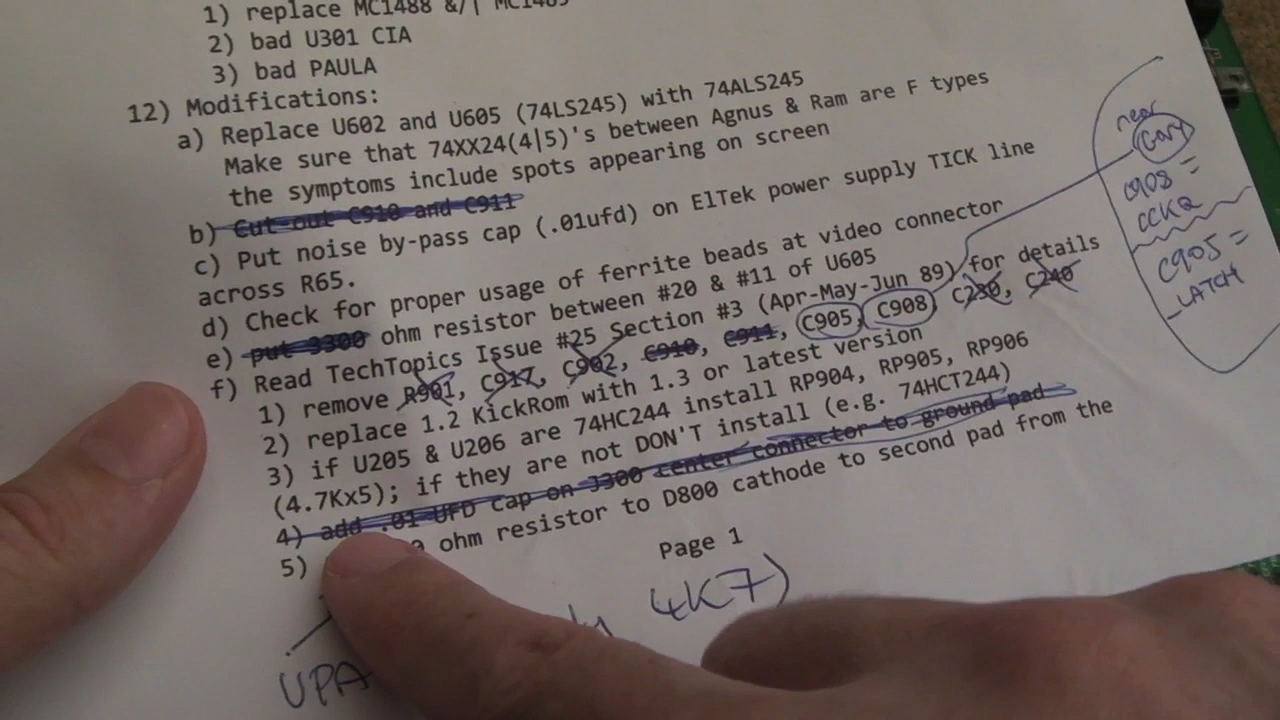 1) replace MC1488 &/| MC1489
2) bad U301 CIA
3) bad PAULA
12) Modifications:
a) Replace U602 and U605 (74LS245) with 74ALS245
Make sure that 74XX24(4|5)'s between Agnus & Ram are F types
the symptoms include spots appearing on screen
b) Cut out C910 and C911
c) Put noise by-pass cap (.01ufd) on ElTek power supply TICK line
across R65.
d) Check for proper usage of ferrite beads at video connector
e) put 3300 ohm resistor between #20 & #11 of U605
f) Read TechTopics Issue #25 Section #3 (Apr-May-Jun 89) for details
1) remove R901, C917, C902, C910, C911, C905, C908, C230, C240
2) replace 1.2 KickRom with 1.3 or latest version
3) if U205 & U206 are 74HC244 install RP904, RP905, RP906
(4.7Kx5); if they are not DON'T install (e.g. 74HCT244)
4) add .01 UFD cap on J300 center connector to ground pad
5) ohm resistor to D800 cathode to second pad from the
Page 1
4K7)
UPA
near
Gary
C908 =
CCKQ
C905 =
LATCH